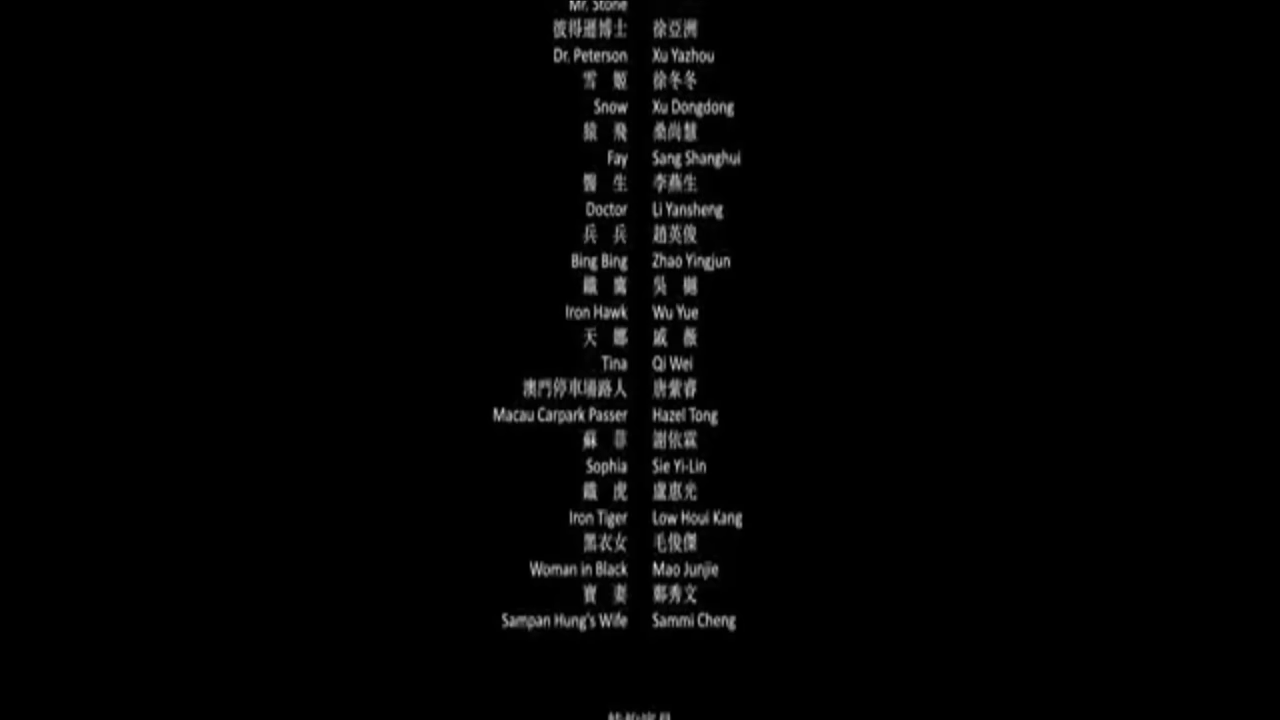 Mr. Stone
彼得遜博士 徐亞洲
Dr. Peterson Xu Yazhou
雪 姬 徐冬冬
Snow Xu Dongdong
猿 飛 桑尚慧
Fay Sang Shanghui
醫 生 李燕生
Doctor Li Yansheng
兵 兵 趙英俊
Bing Bing Zhao Yingjun
鐵 鷹 吳 樾
Iron Hawk Wu Yue
天 娜 戚 薇
Tina Qi Wei
澳門停車場路人 唐紫睿
Macau Carpark Passer Hazel Tong
蘇 菲 謝依霖
Sophia Sie Yi-Lin
鐵 虎 盧惠光
Iron Tiger Low Houi Kang
黑衣女 毛俊傑
Woman in Black Mao Junjie
寶 妻 鄭秀文
Sampan Hung's Wife Sammi Cheng